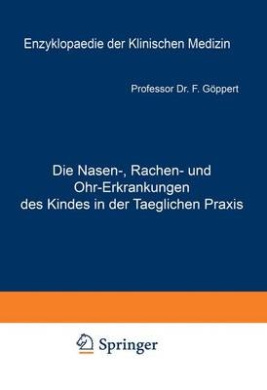 Enzyklopaedie der Klinischen Medizin
Professor Dr. F. Göppert
Die Nasen-, Rachen- und
Ohr-Erkrankungen
des Kindes in der Taeglichen Praxis
Springer